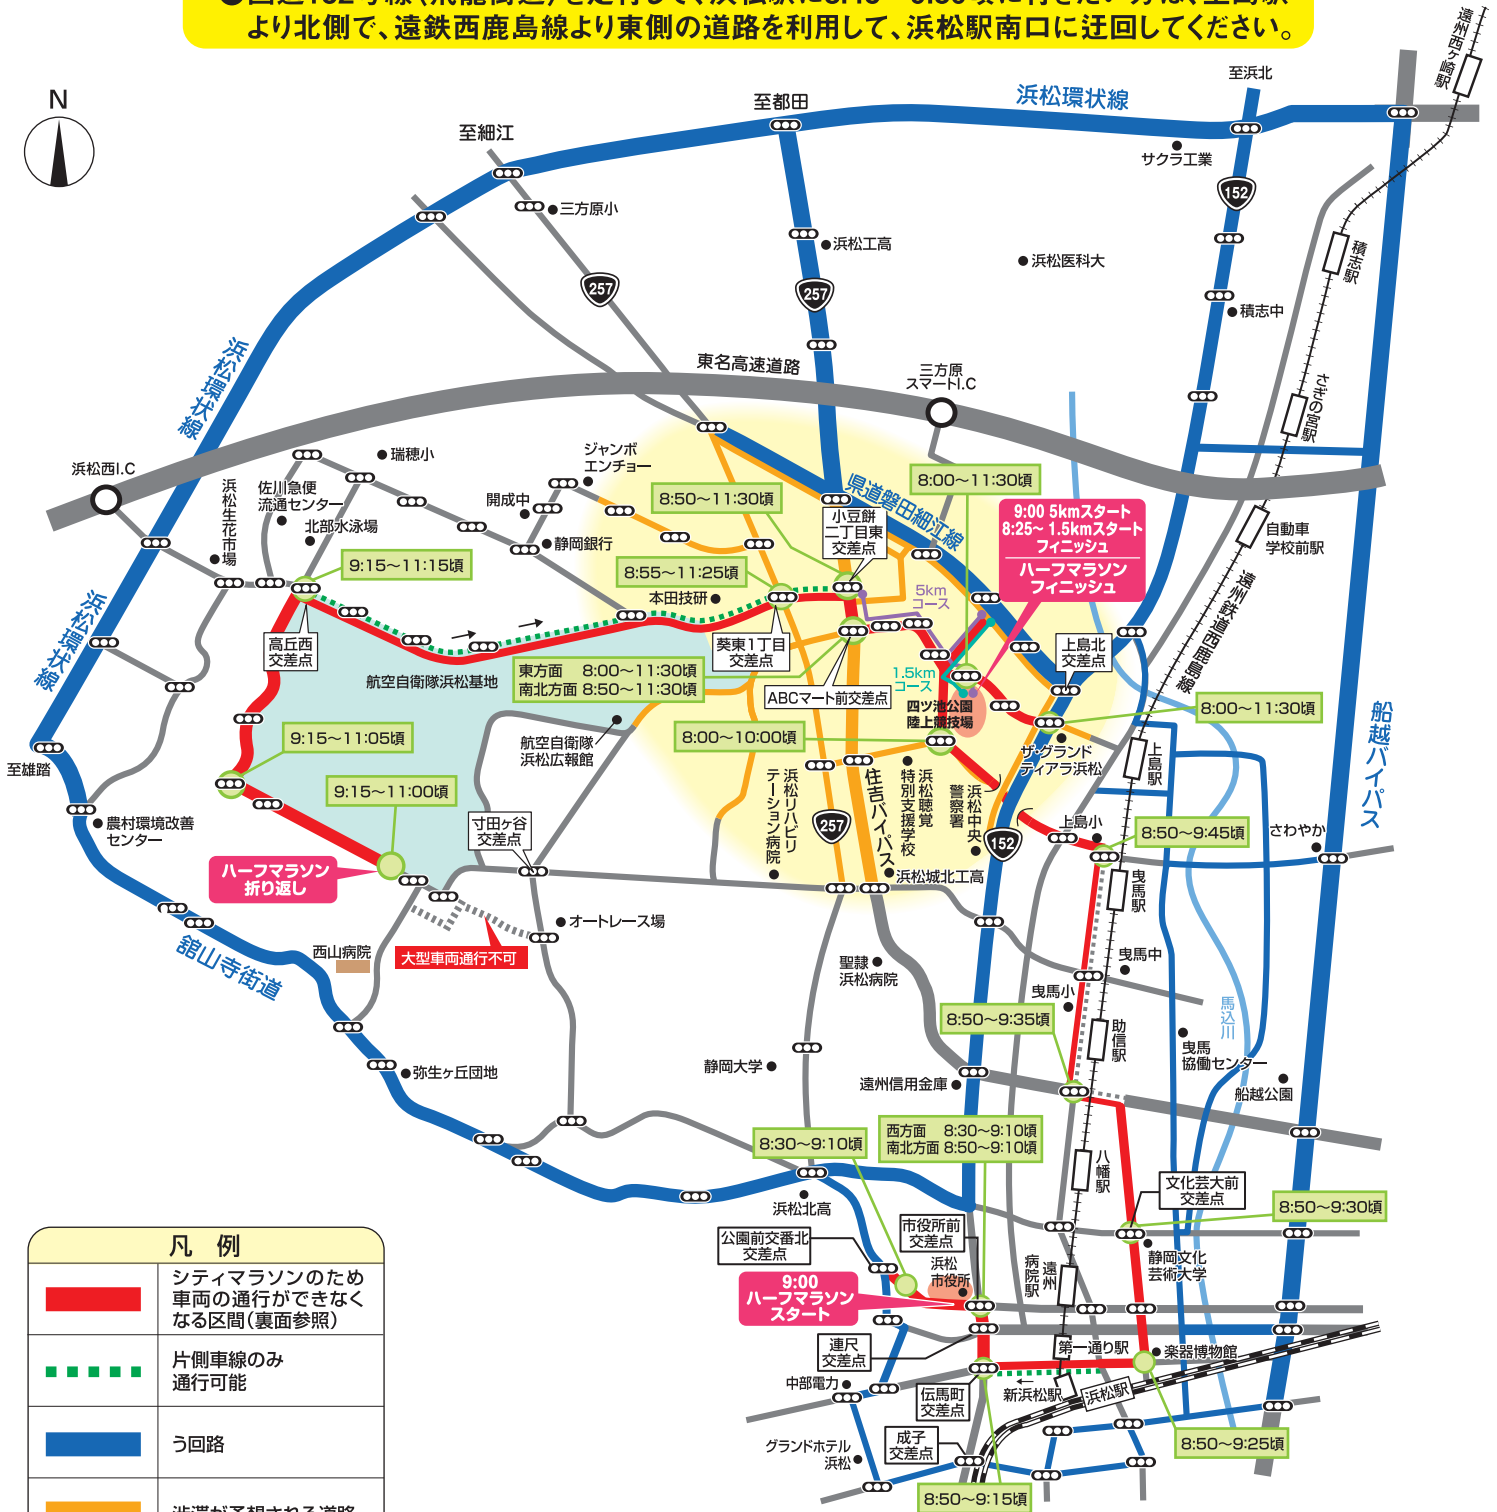 より北側で、遠鉄西鹿島線より東側の道路を利用して、浜松駅南口に迂回してください。
N
遠州西ヶ崎駅
至浜北
浜松環状線
至都田
至細江
サクラ工業
152
三方原小
浜松工高
浜松医科大
積志駅
257
257
積志中
浜松環状線
東名高速道路
三方原
スマートI.C
さぎの宮駅
浜松西I.C
瑞穂小
ジャンボ
エンチョー
浜松生花市場
佐川急便
流通センター
北部水泳場
開成中
静岡銀行
8:50〜11:30頃
県道磐田細江線
8:00〜11:30頃
小豆餅
二丁目東
交差点
9:00 5kmスタート
8:25〜 1.5kmスタート
フィニッシュ
ハーフマラソン
フィニッシュ
自動車
学校前駅
9:15〜11:15頃
8:55〜11:25頃
本田技研
5km
コース
遠州鉄道西鹿島線
浜松環状線
高丘西
交差点
葵東1丁目
交差点
上島北
交差点
航空自衛隊浜松基地
東方面 8:00〜11:30頃
南北方面 8:50〜11:30頃
1.5km
コース
ABCマート前交差点
四ツ池公園
陸上競技場
8:00〜11:30頃
9:15〜11:05頃
航空自衛隊
浜松広報館
8:00〜10:00頃
ザ・グランド
ティアラ浜松
上島駅
船越バイパス
至雄踏
9:15〜11:00頃
浜松リハビリ
テーション病院
住吉バイパス
浜松聴覚
特別支援学校
浜松中央
警察署
農村環境改善
センター
寸田ヶ谷
交差点
257
152
上島小
8:50〜9:45頃
さわやか
ハーフマラソン
折り返し
浜松城北工高
曳馬駅
オートレース場
西山病院
大型車両通行不可
舘山寺街道
聖隷
浜松病院
曳馬中
曳馬小
馬込川
8:50〜9:35頃
助信駅
曳馬
協働センター
弥生ヶ丘団地
静岡大学
遠州信用金庫
船越公園
8:30〜9:10頃
西方面 8:30〜9:10頃
南北方面 8:50〜9:10頃
八幡駅
文化芸大前
交差点
8:50〜9:30頃
浜松北高
公園前交番北
交差点
市役所前
交差点
浜松
市役所
静岡文化
芸術大学
遠州
病院駅
9:00
ハーフマラソン
スタート
連尺
交差点
第一通り駅
楽器博物館
中部電力
伝馬町
交差点
新浜松駅
浜松駅
グランドホテル
浜松
成子
交差点
8:50〜9:25頃
8:50〜9:15頃
凡 例
シティマラソンのため
車両の通行ができなく
なる区間(裏面参照)
片側車線のみ
通行可能
う回路
渋滞が予想される道路